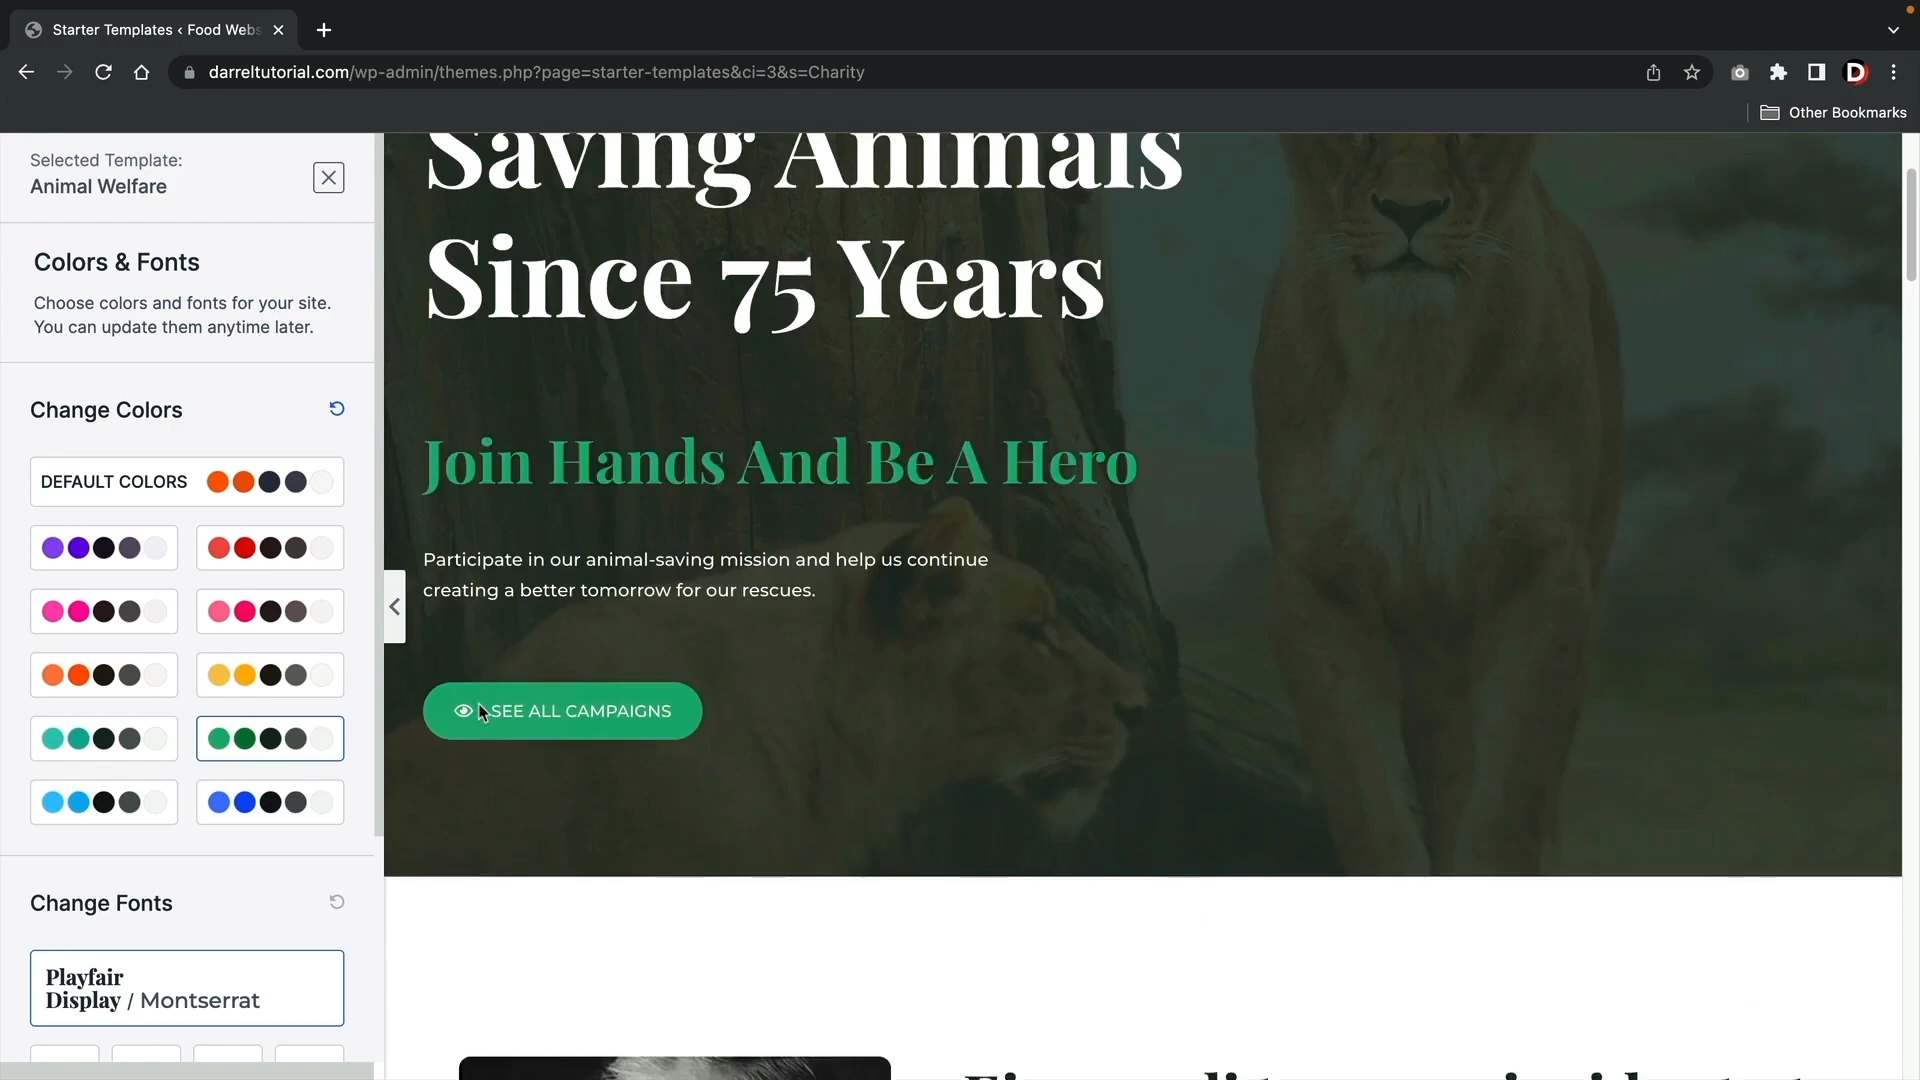 Starter Templates ‹ Food Webs
darreltutorial.com/wp-admin/themes.php?page=starter-templates&ci=3&s=Charity
Other Bookmarks
Selected Template:
Animal Welfare
Colors & Fonts
Choose colors and fonts for your site.
You can update them anytime later.
Change Colors
DEFAULT COLORS
Change Fonts
Playfair
Display / Montserrat
Saving Animals
Since 75 Years
Join Hands And Be A Hero
Participate in our animal-saving mission and help us continue
creating a better tomorrow for our rescues.
SEE ALL CAMPAIGNS